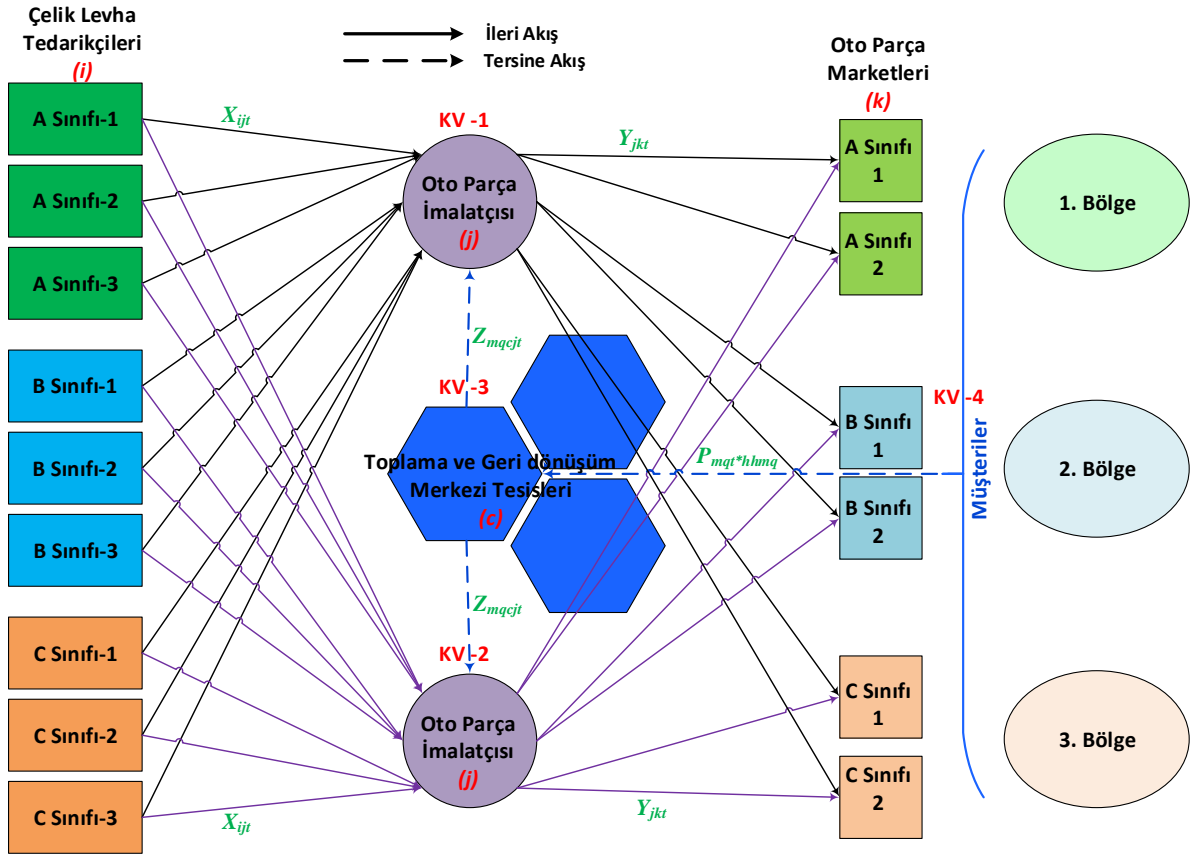 Çelik Levha
Tedarikçileri
(i)
İleri Akış
Tersine Akış
Oto Parça
Marketleri
(k)
A Sınıfı-1
A Sınıfı-2
A Sınıfı-3
B Sınıfı-1
B Sınıfı-2
B Sınıfı-3
C Sınıfı-1
C Sınıfı-2
C Sınıfı-3
Xijt
Xijt
KV -1
Oto Parça
İmalatçısı
(j)
Zmqcjt
KV -3
Toplama ve Geri dönüşüm
Merkezi Tesisleri
(c)
Zmqcjt
KV -2
Oto Parça
İmalatçısı
(j)
Yjkt
Pmqt*hhmq
Yjkt
A Sınıfı
1
A Sınıfı
2
B Sınıfı
1
B Sınıfı
2
C Sınıfı
1
C Sınıfı
2
KV -4
Müşteriler
1. Bölge
2. Bölge
3. Bölge